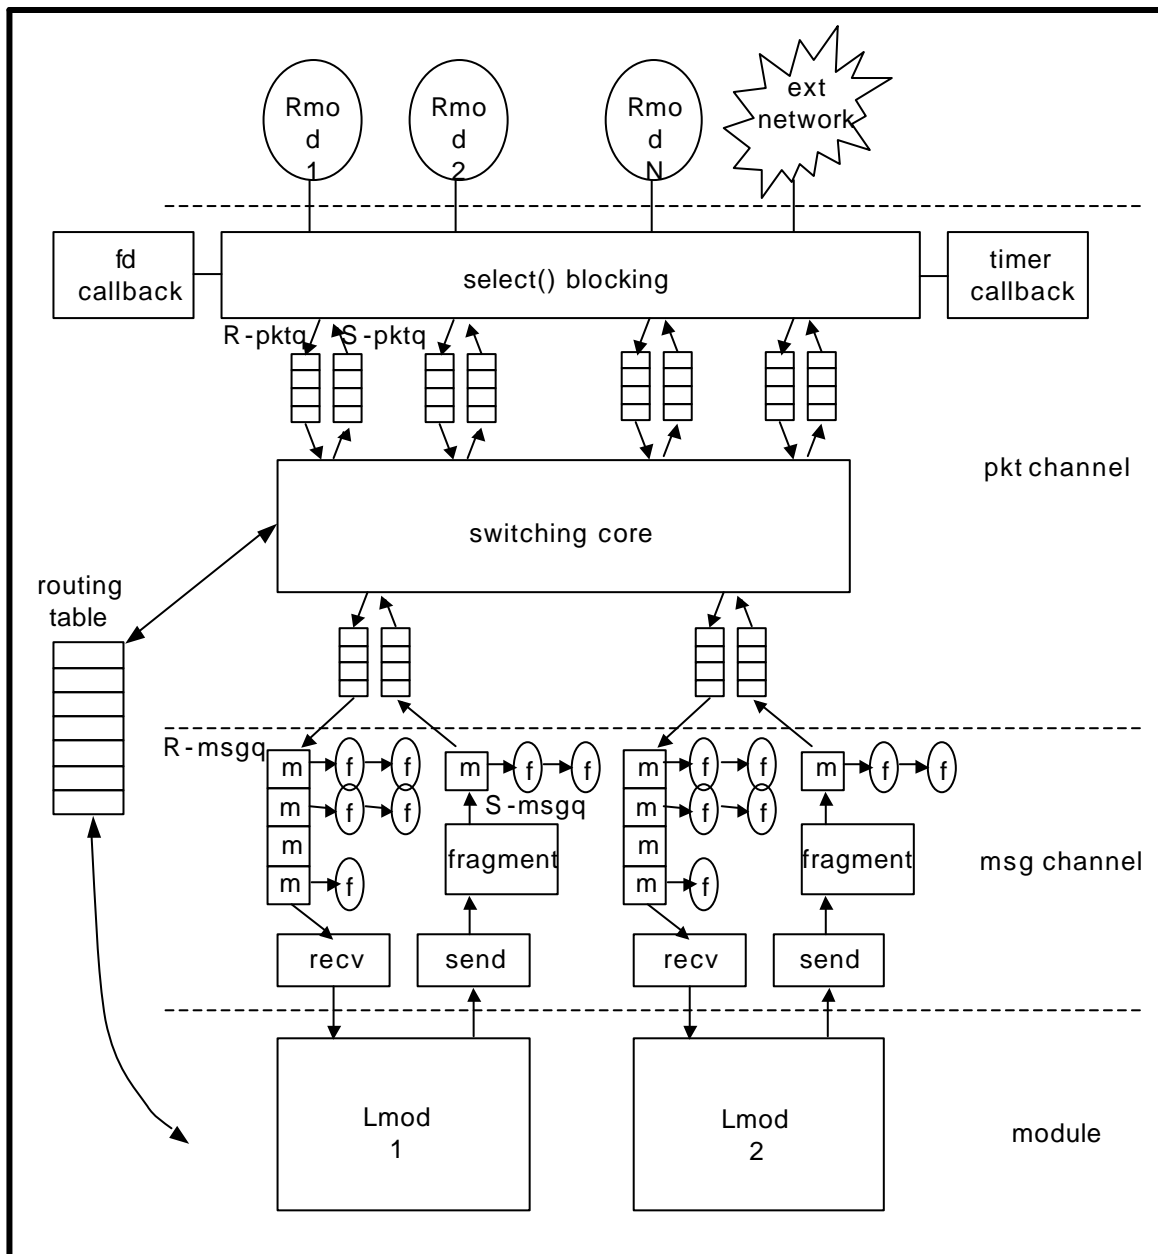 Rmo
d
1
Rmo
d
2
Rmo
d
N
ext
network
fd
callback
select() blocking
timer
callback
R-pktq
S-pktq
pkt channel
switching core
routing
table
R-msgq
m f f
m f f
m
m f
m f f
S-msgq
fragment
m f f
m f f
m
m f
m f f
fragment
msg channel
recv
send
recv
send
Lmod
1
Lmod
2
module